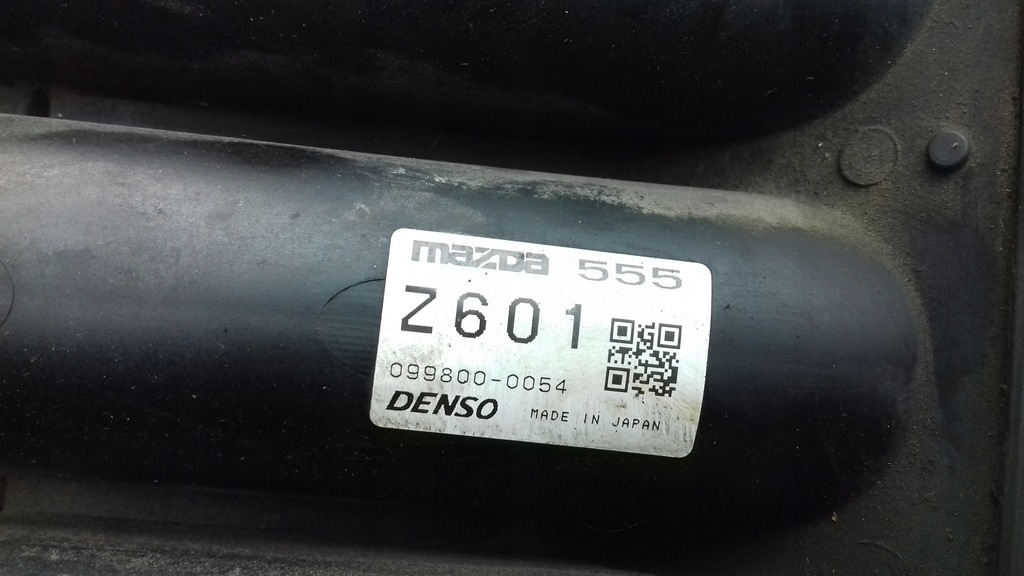 mazda 555
Z601
099800-0054
DENSO MADE IN JAPAN